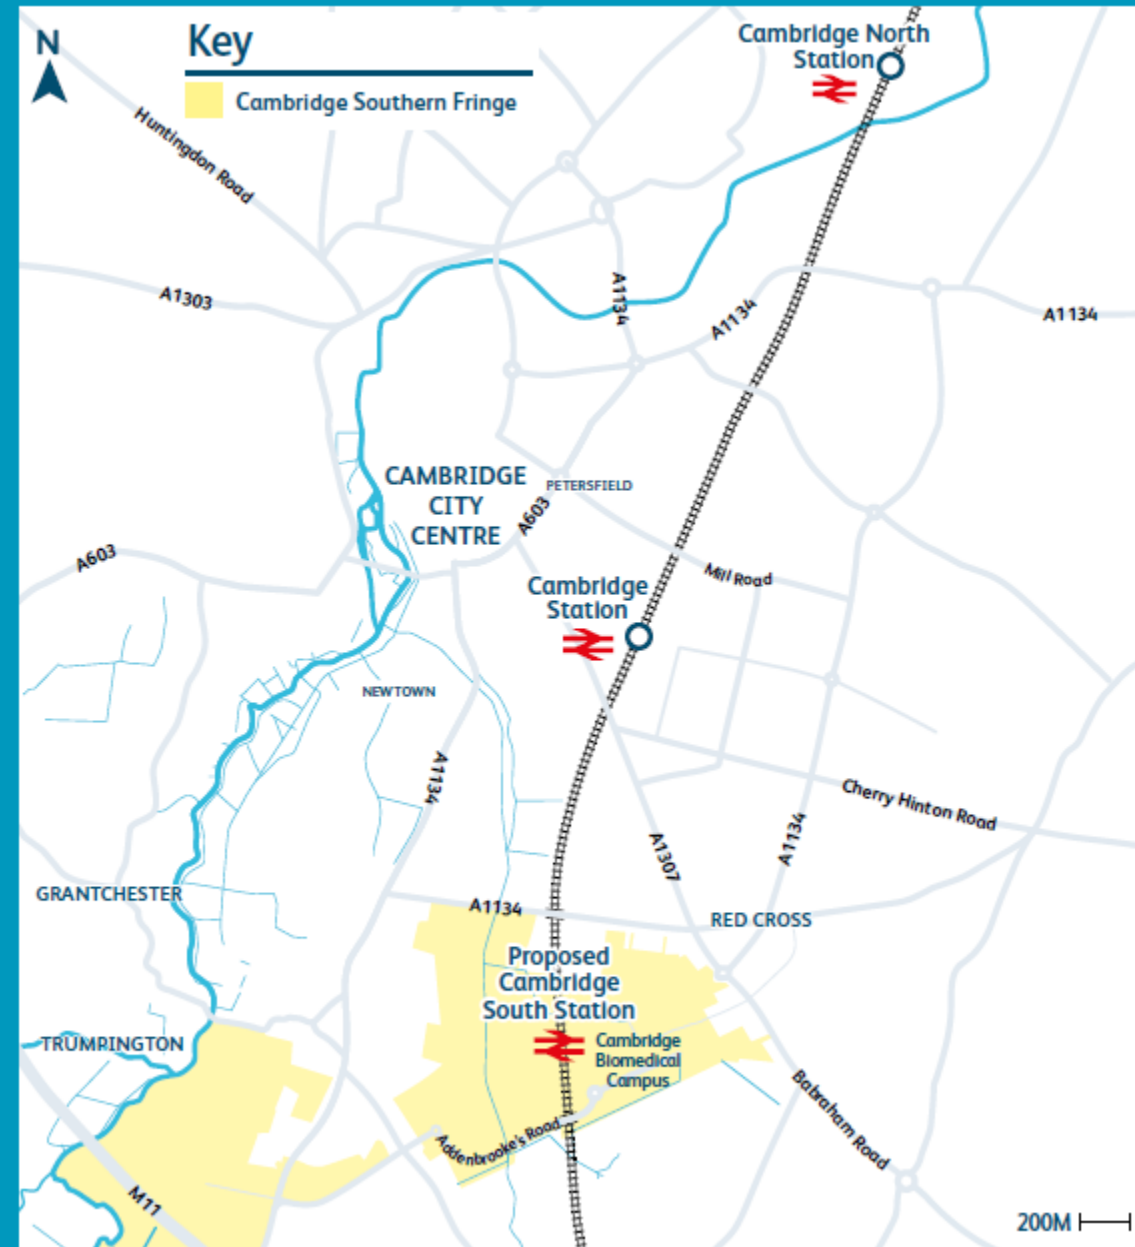 N
Key
Cambridge Southern Fringe
Cambridge North
Station
Huntingdon Road
A1303
A1134
A1134
A1134
CAMBRIDGE
CITY
CENTRE
PETERSFIELD
A603
A603
Mill Road
Cambridge
Station
NEWTOWN
A1134
Cherry Hinton Road
A1307
A1134
GRANTCHESTER
A1134
RED CROSS
Proposed
Cambridge
South Station
TRUMPINGTON
Cambridge
Biomedical
Campus
Addenbrooke's Road
Babraham Road
M11
200M